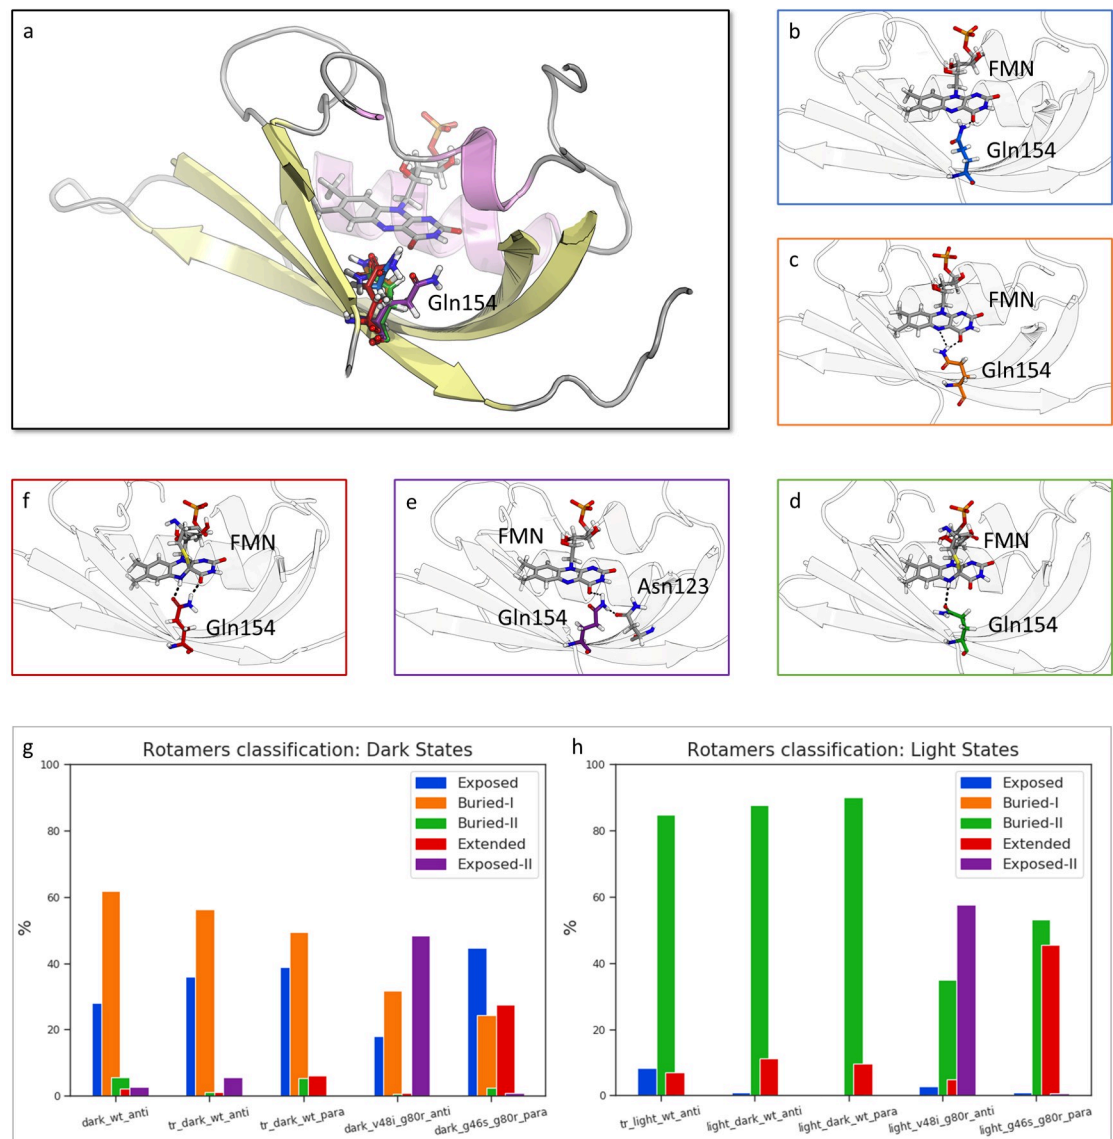 a
Gln154
b
FMN
Gln154
c
FMN
Gln154
f
FMN
Gln154
e
FMN
Asn123
Gln154
d
FMN
Gln154
g
Rotamers classification: Dark States
100
80
60
40
20
0
%
Exposed
Buried-I
Buried-II
Extended
Exposed-II
dark_wt_anti
tr_dark_wt_anti
tr_dark_wt_para
dark_v48i_g80r_anti
dark_g46s_g80r_para
h
Rotamers classification: Light States
100
80
60
40
20
0
%
Exposed
Buried-I
Buried-II
Extended
Exposed-II
tr_light_wt_anti
light_dark_wt_anti
light_dark_wt_para
light_v48i_g80r_anti
light_g46s_g80r_para